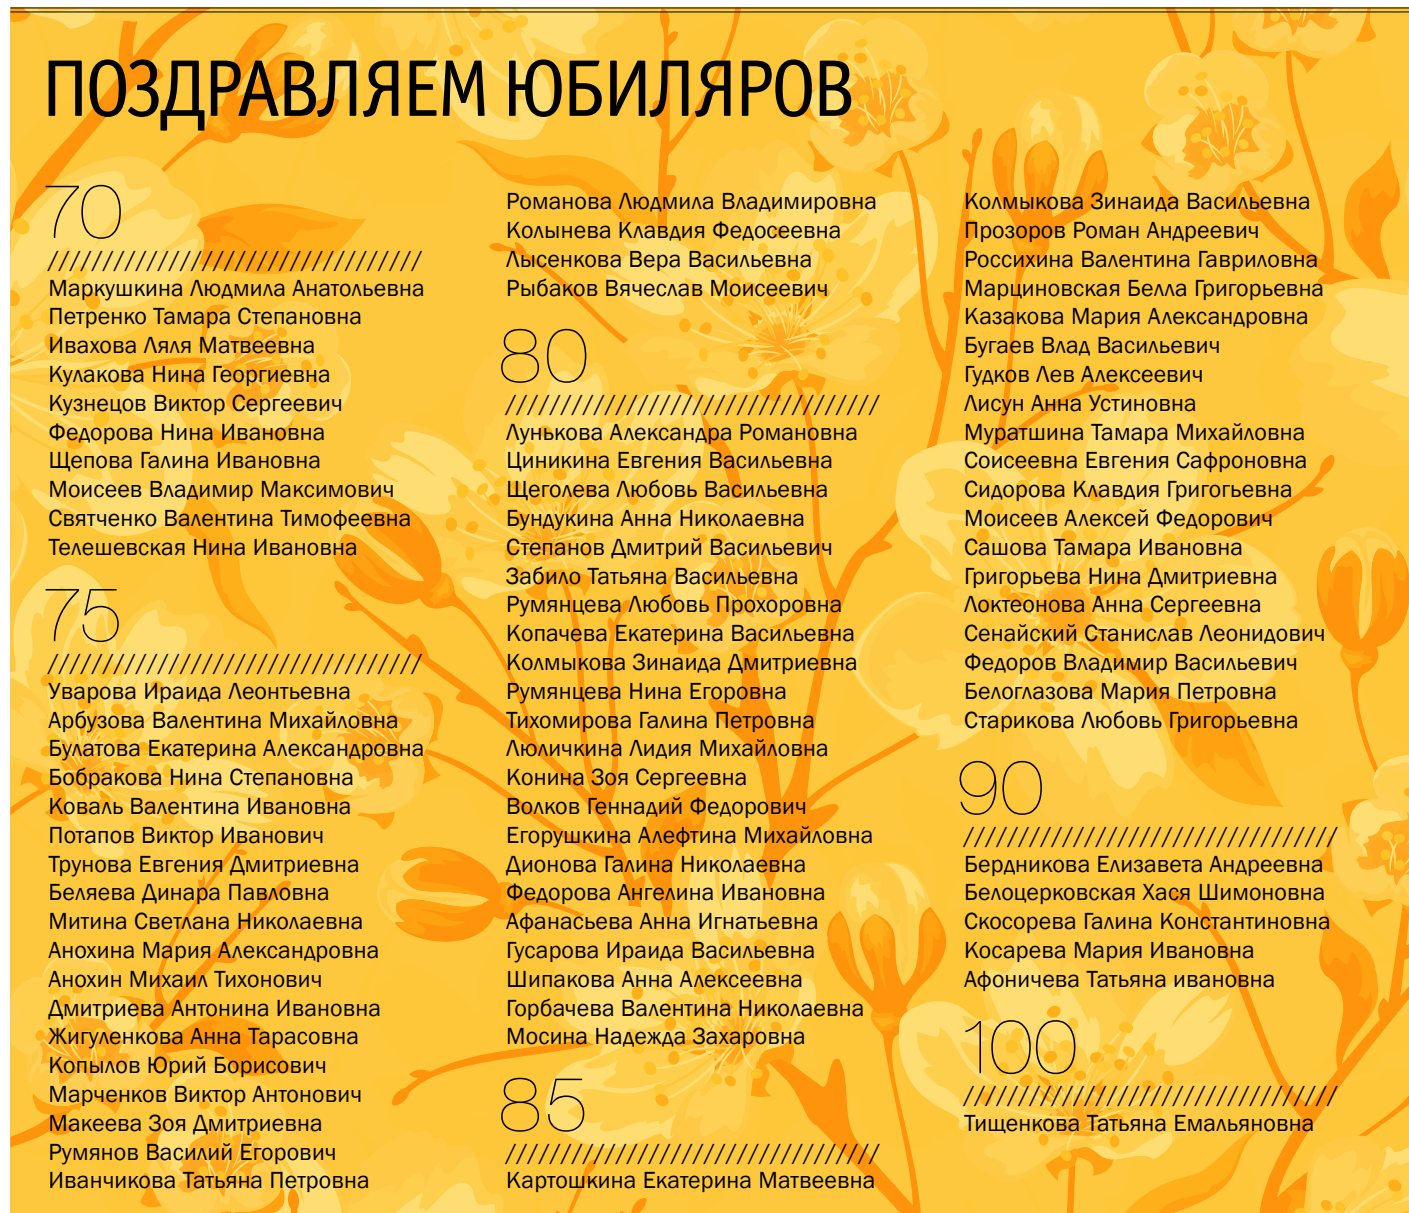 ПОЗДРАВЛЯЕМ ЮБИЛЯРОВ
70
//////////////////////////////////
Маркушкина Людмила Анатольевна
Петренко Тамара Степановна
Ивахова Ляля Матвеевна
Кулакова Нина Георгиевна
Кузнецов Виктор Сергеевич
Федорова Нина Ивановна
Щепова Галина Ивановна
Моисеев Владимир Максимович
Святченко Валентина Тимофеевна
Телешевская Нина Ивановна
75
//////////////////////////////////
Уварова Ираида Леонтьевна
Арбузова Валентина Михайловна
Булатова Екатерина Александровна
Бобракова Нина Степановна
Коваль Валентина Ивановна
Потапов Виктор Иванович
Трунова Евгения Дмитриевна
Беляева Динара Павловна
Митина Светлана Николаевна
Анохина Мария Александровна
Анохин Михаил Тихонович
Дмитриева Антонина Ивановна
Жигуленкова Анна Тарасовна
Копылов Юрий Борисович
Марченков Виктор Антонович
Макеева Зоя Дмитриевна
Румянов Василий Егорович
Иванчикова Татьяна Петровна
Романова Людмила Владимировна
Колынева Клавдия Федосеевна
Лысенкова Вера Васильевна
Рыбаков Вячеслав Моисеевич
80
//////////////////////////////////
Лунькова Александра Романовна
Циникина Евгения Васильевна
Щеголева Любовь Васильевна
Бундукина Анна Николаевна
Степанов Дмитрий Васильевич
Забило Татьяна Васильевна
Румянцева Любовь Прохоровна
Копачева Екатерина Васильевна
Колмыкова Зинаида Дмитриевна
Румянцева Нина Егоровна
Тихомирова Галина Петровна
Люличкина Лидия Михайловна
Конина Зоя Сергеевна
Волков Геннадий Федорович
Егорушкина Алефтина Михайловна
Дионова Галина Николаевна
Федорова Ангелина Ивановна
Афанасьева Анна Игнатьевна
Гусарова Ираида Васильевна
Шипакова Анна Алексеевна
Горбачева Валентина Николаевна
Мосина Надежда Захаровна
85
//////////////////////////////////
Картошкина Екатерина Матвеевна
Колмыкова Зинаида Васильевна
Прозоров Роман Андреевич
Россихина Валентина Гавриловна
Марциновская Белла Григорьевна
Казакова Мария Александровна
Бугаев Влад Васильевич
Гудков Лев Алексеевич
Лисун Анна Устиновна
Муратшина Тамара Михайловна
Соисеевна Евгения Сафроновна
Сидорова Клавдия Григогьевна
Моисеев Алексей Федорович
Сашова Тамара Ивановна
Григорьева Нина Дмитриевна
Локтеонова Анна Сергеевна
Сенайский Станислав Леонидович
Федоров Владимир Васильевич
Белоглазова Мария Петровна
Старикова Любовь Григорьевна
90
//////////////////////////////////
Бердникова Елизавета Андреевна
Белоцерковская Хася Шимоновна
Скосорева Галина Константиновна
Косарева Мария Ивановна
Афоничева Татьяна ивановна
100
//////////////////////////////////
Тищенкова Татьяна Емальяновна